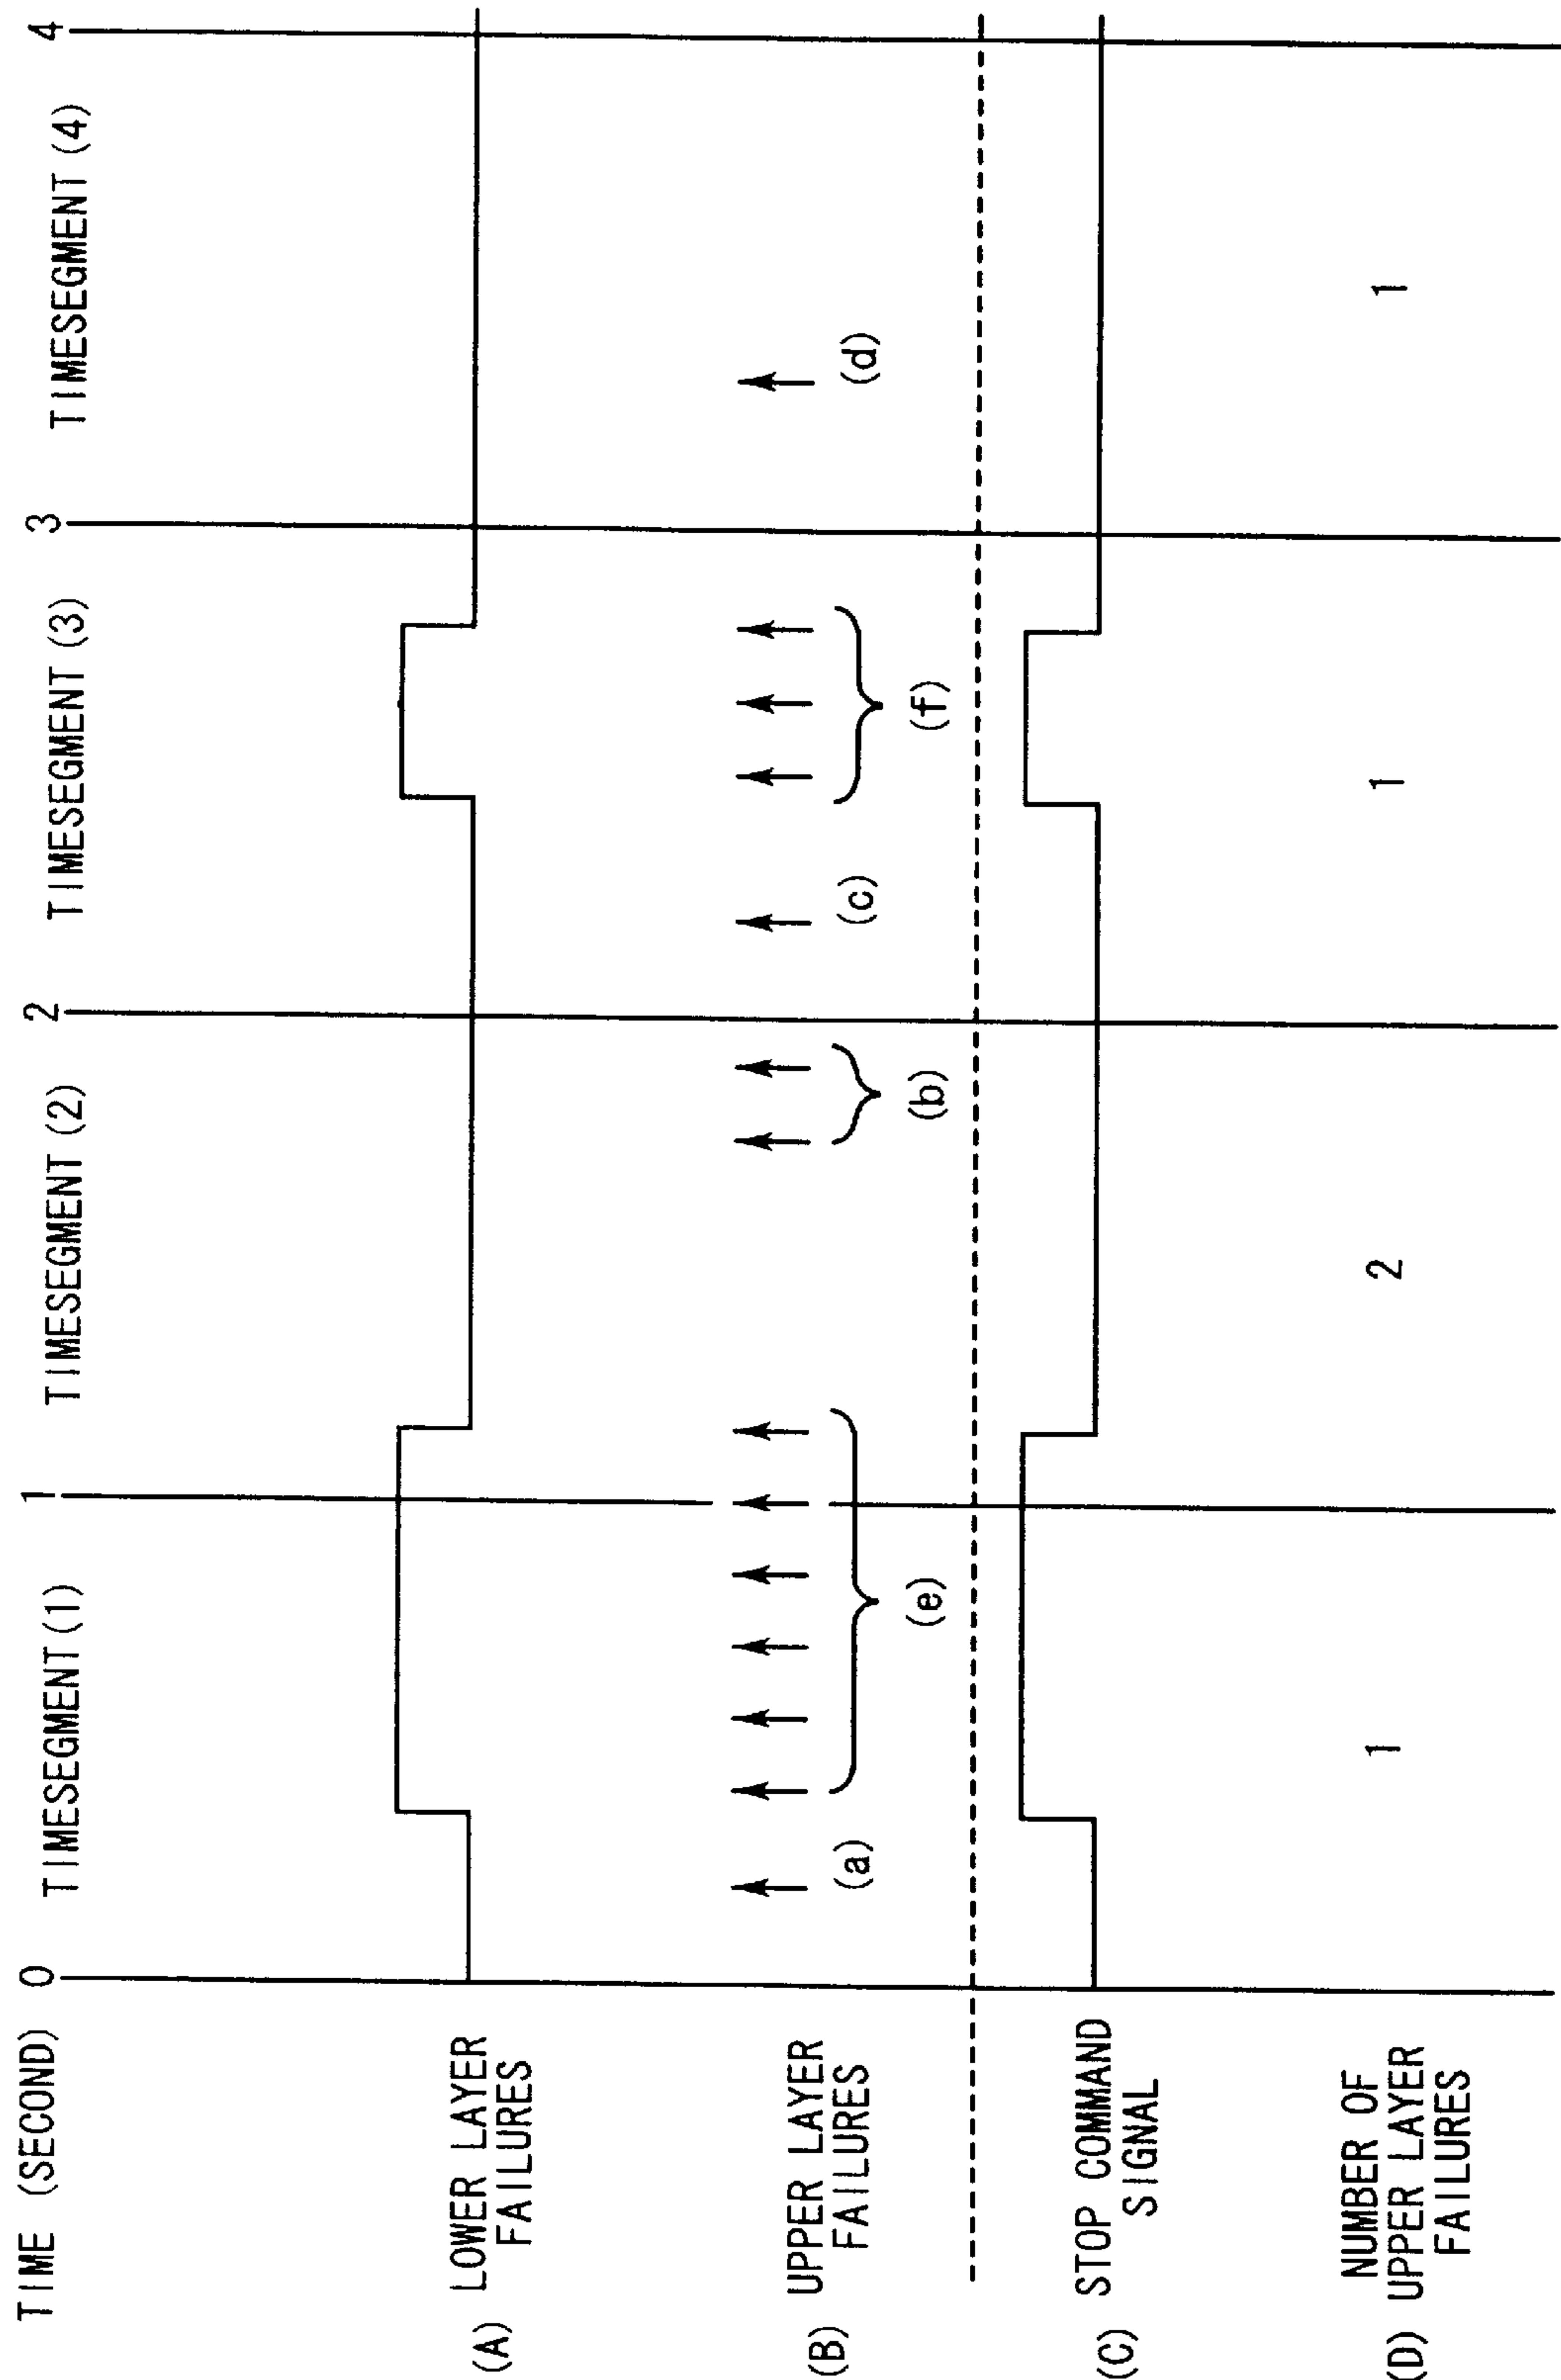 TIME (SECOND) 0 1 2 3 4
TIMESEGMENT (1) TIMESEGMENT (2) TIMESEGMENT (3) TIMESEGMENT (4)
(A) LOWER LAYER
FAILURES
(B) UPPER LAYER
FAILURES
(a) (c) (d)
(e) (b) (f)
(C) STOP COMMAND
SIGNAL
NUMBER OF
(D) UPPER LAYER
FAILURES
1 2 1 1